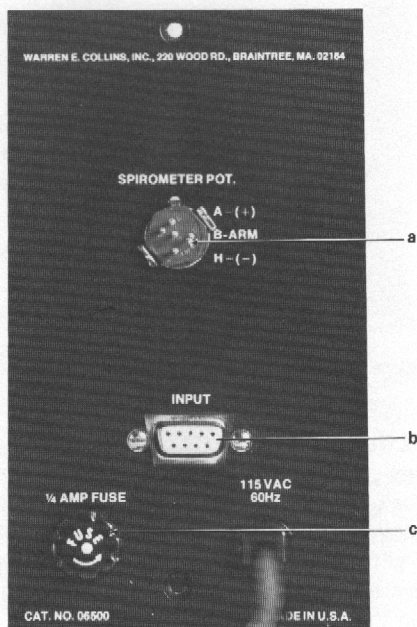 WARREN E. COLLINS, INC., 220 WOOD RD., BRAINTREE, MA. 02184
SPIROMETER POT.
A-(+)
B-ARM
H-(-)
a
INPUT
b
1/4 AMP FUSE
115 VAC
60Hz
FUSE
c
CAT. NO. 06500
DE IN U.S.A.